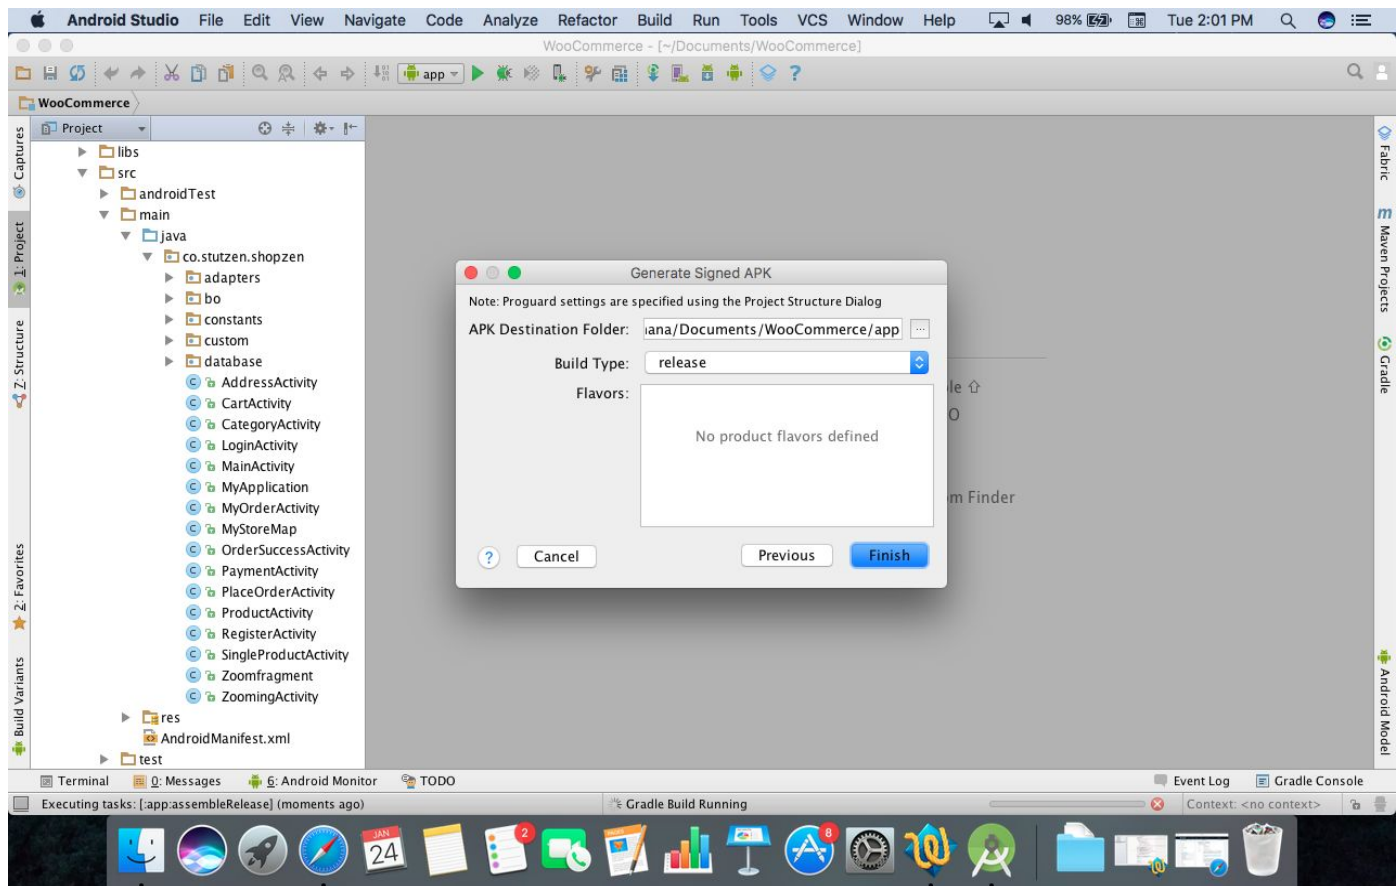 Android Studio File Edit View Navigate Code Analyze Refactor Build Run Tools VCS Window Help 98% Tue 2:01 PM
WooCommerce - [~/Documents/WooCommerce]
app
WooCommerce
Project
libs
src
androidTest
main
java
co.stutzen.shopzen
adapters
bo
constants
custom
database
AddressActivity
CartActivity
CategoryActivity
LoginActivity
MainActivity
MyApplication
MyOrderActivity
MyStoreMap
OrderSuccessActivity
PaymentActivity
PlaceOrderActivity
ProductActivity
RegisterActivity
SingleProductActivity
Zoomfragment
ZoomingActivity
res
AndroidManifest.xml
test
Captures
1: Project
7: Structure
2: Favorites
Build Variants
Generate Signed APK
Note: Proguard settings are specified using the Project Structure Dialog
APK Destination Folder: ıana/Documents/WooCommerce/app ...
Build Type: release
Flavors:
No product flavors defined
? Cancel Previous Finish
le ⇧
O
m Finder
Fabric
m Maven Projects
Gradle
Android Model
Terminal 0: Messages 6: Android Monitor TODO Event Log Gradle Console
Executing tasks: [:app:assembleRelease] (moments ago) Gradle Build Running Context: <no context>
JAN
24
2
8